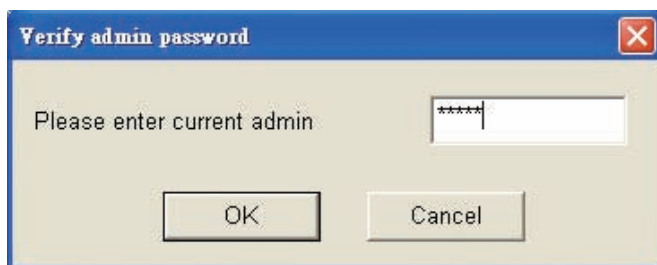 Verify admin password
Please enter current admin
*****
OK
Cancel